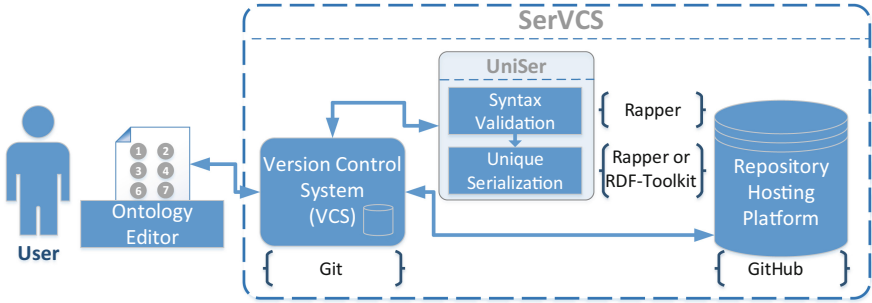 SerVCS
UniSer
Syntax
Validation
Rapper
Unique
Serialization
Rapper or
RDF-Toolkit
1 2
3 4
6 7
Ontology
Editor
User
Version Control
System
(VCS)
Git
Repository
Hosting
Platform
GitHub